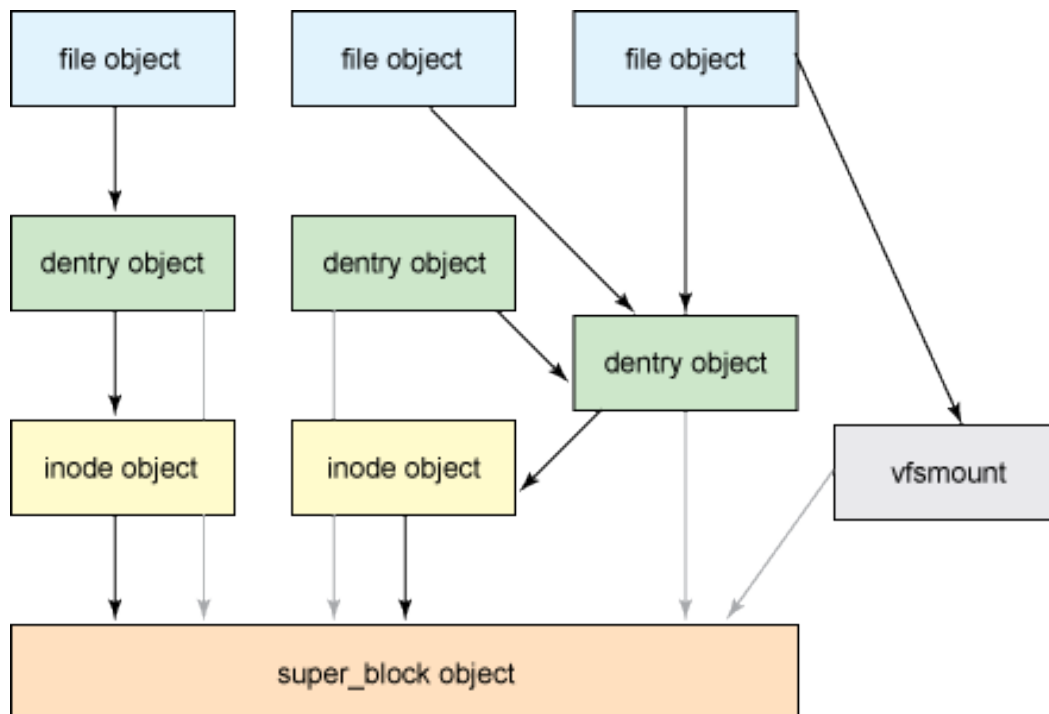 file object
file object
file object
dentry object
dentry object
dentry object
inode object
inode object
vfsmount
super_block object